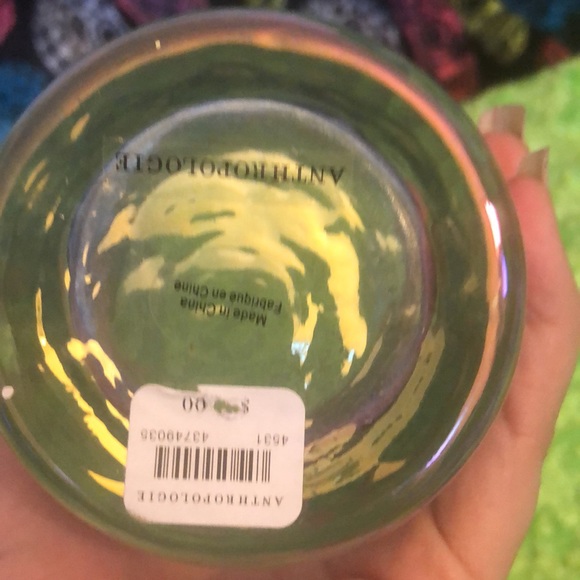 ANTHROPOLOGIE
Made in China
Fabriqué en Chine
ANTHROPOLOGIE
4531 43749035
$ .00